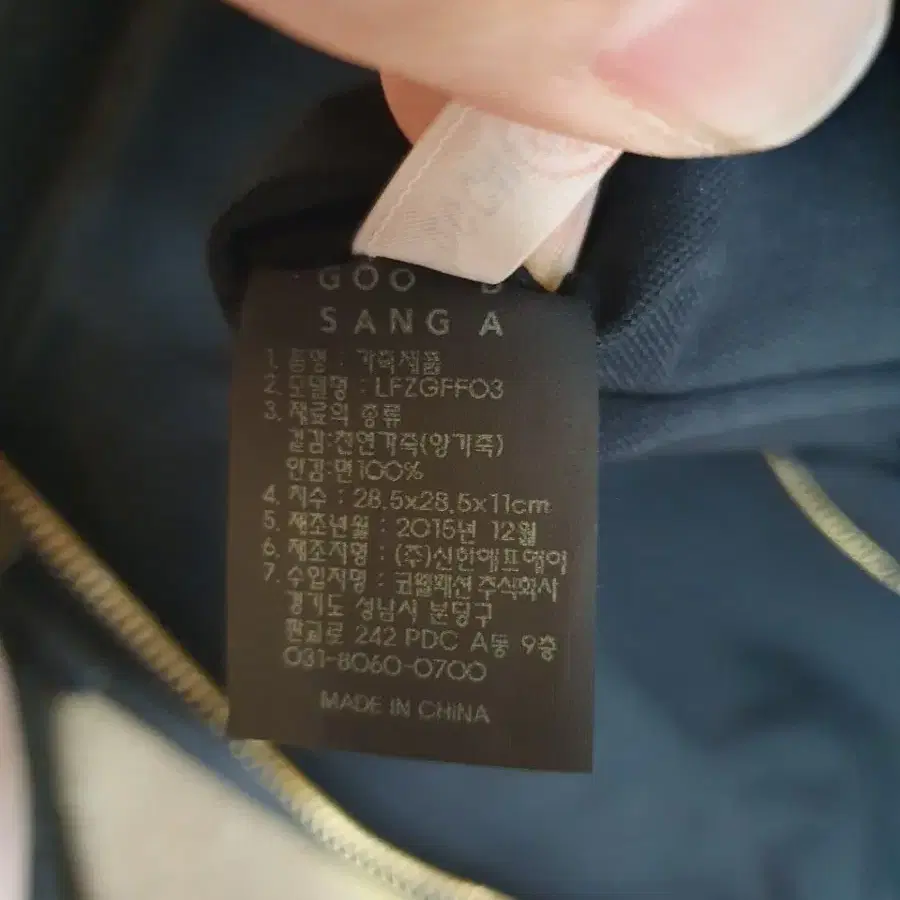 GOO D
SANG A
1. 품명 : 가죽제품
2. 모델명 : LFZGFF03
3. 재료의 종류
겉감:천연가죽(양가죽)
안감:면100%
4. 치수 : 28.5x28.5x11cm
5. 제조년월 : 2015년 12월
6. 제조자명 : (주)신한에프에이
7. 수입자명 : 코웰패션 주식회사
경기도 성남시 분당구
판교로 242 PDC A동 9층
031-8060-0700
MADE IN CHINA